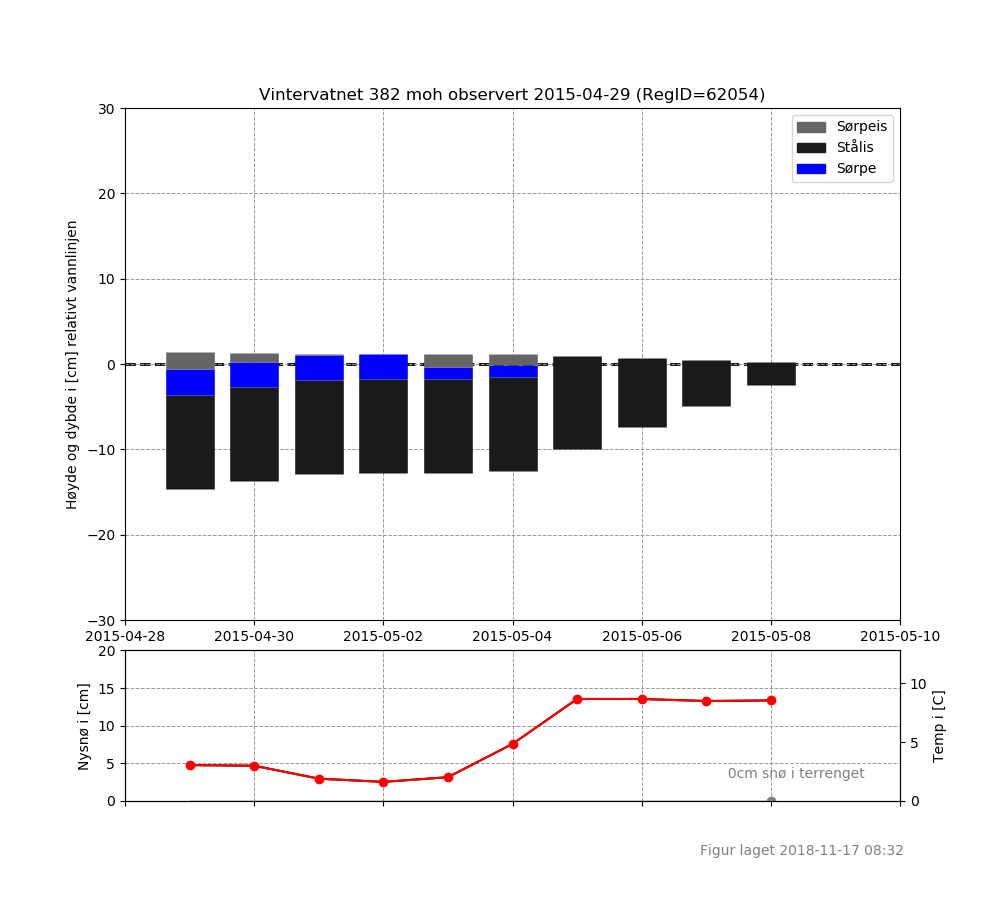 Vintervatnet 382 moh observert 2015-04-29 (RegID=62054)
Sørpeis
Stålis
Sørpe
Høyde og dybde i [cm] relativt vannlinjen
30
20
10
0
−10
−20
−30
2015-04-28 2015-04-30 2015-05-02 2015-05-04 2015-05-06 2015-05-08 2015-05-10
Nysnø i [cm]
20
15
10
5
0
10
5
0
Temp i [C]
0cm snø i terrenget
Figur laget 2018-11-17 08:32